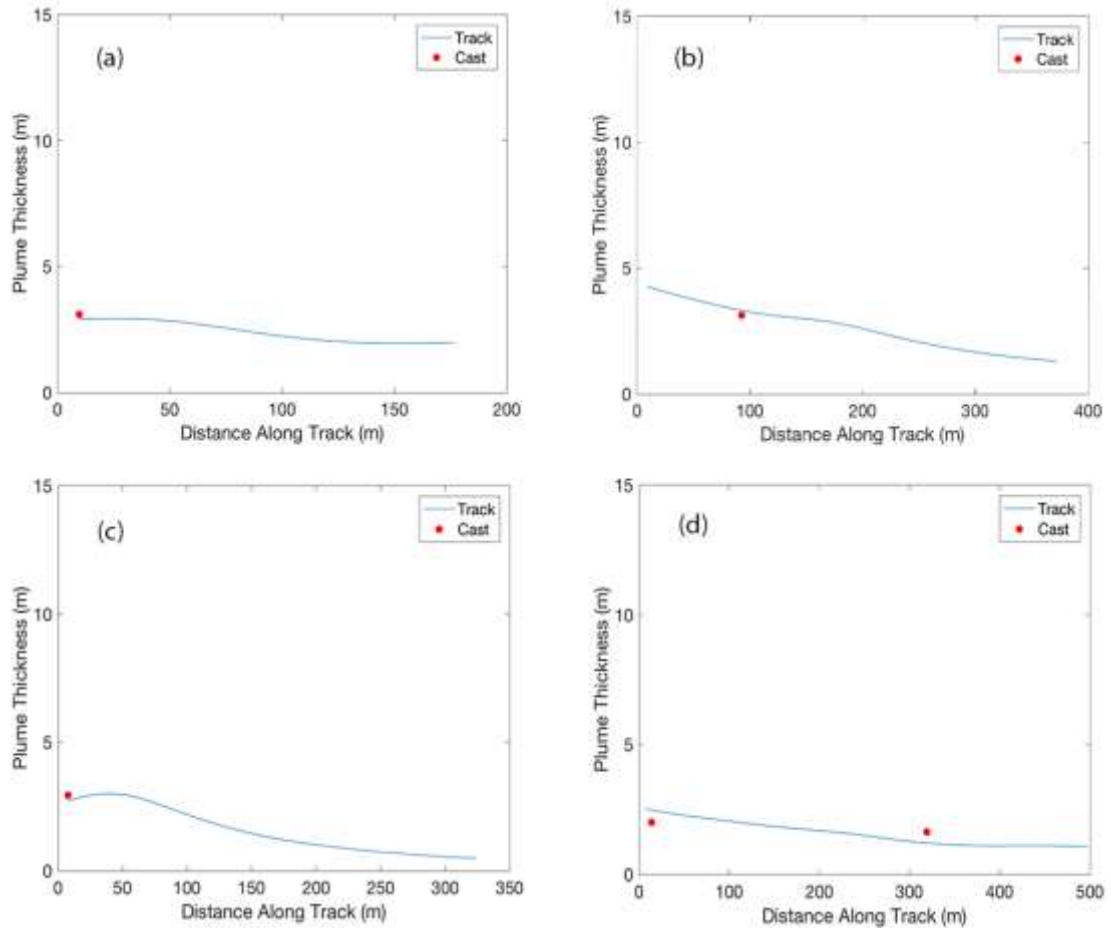 (a)
Track
Cast
Plume Thickness (m)
15
10
5
0
0 50 100 150 200
Distance Along Track (m)
(b)
Track
Cast
Plume Thickness (m)
15
10
5
0
0 100 200 300 400
Distance Along Track (m)
(c)
Track
Cast
Plume Thickness (m)
15
10
5
0
0 50 100 150 200 250 300 350
Distance Along Track (m)
(d)
Track
Cast
Plume Thickness (m)
15
10
5
0
0 100 200 300 400 500
Distance Along Track (m)